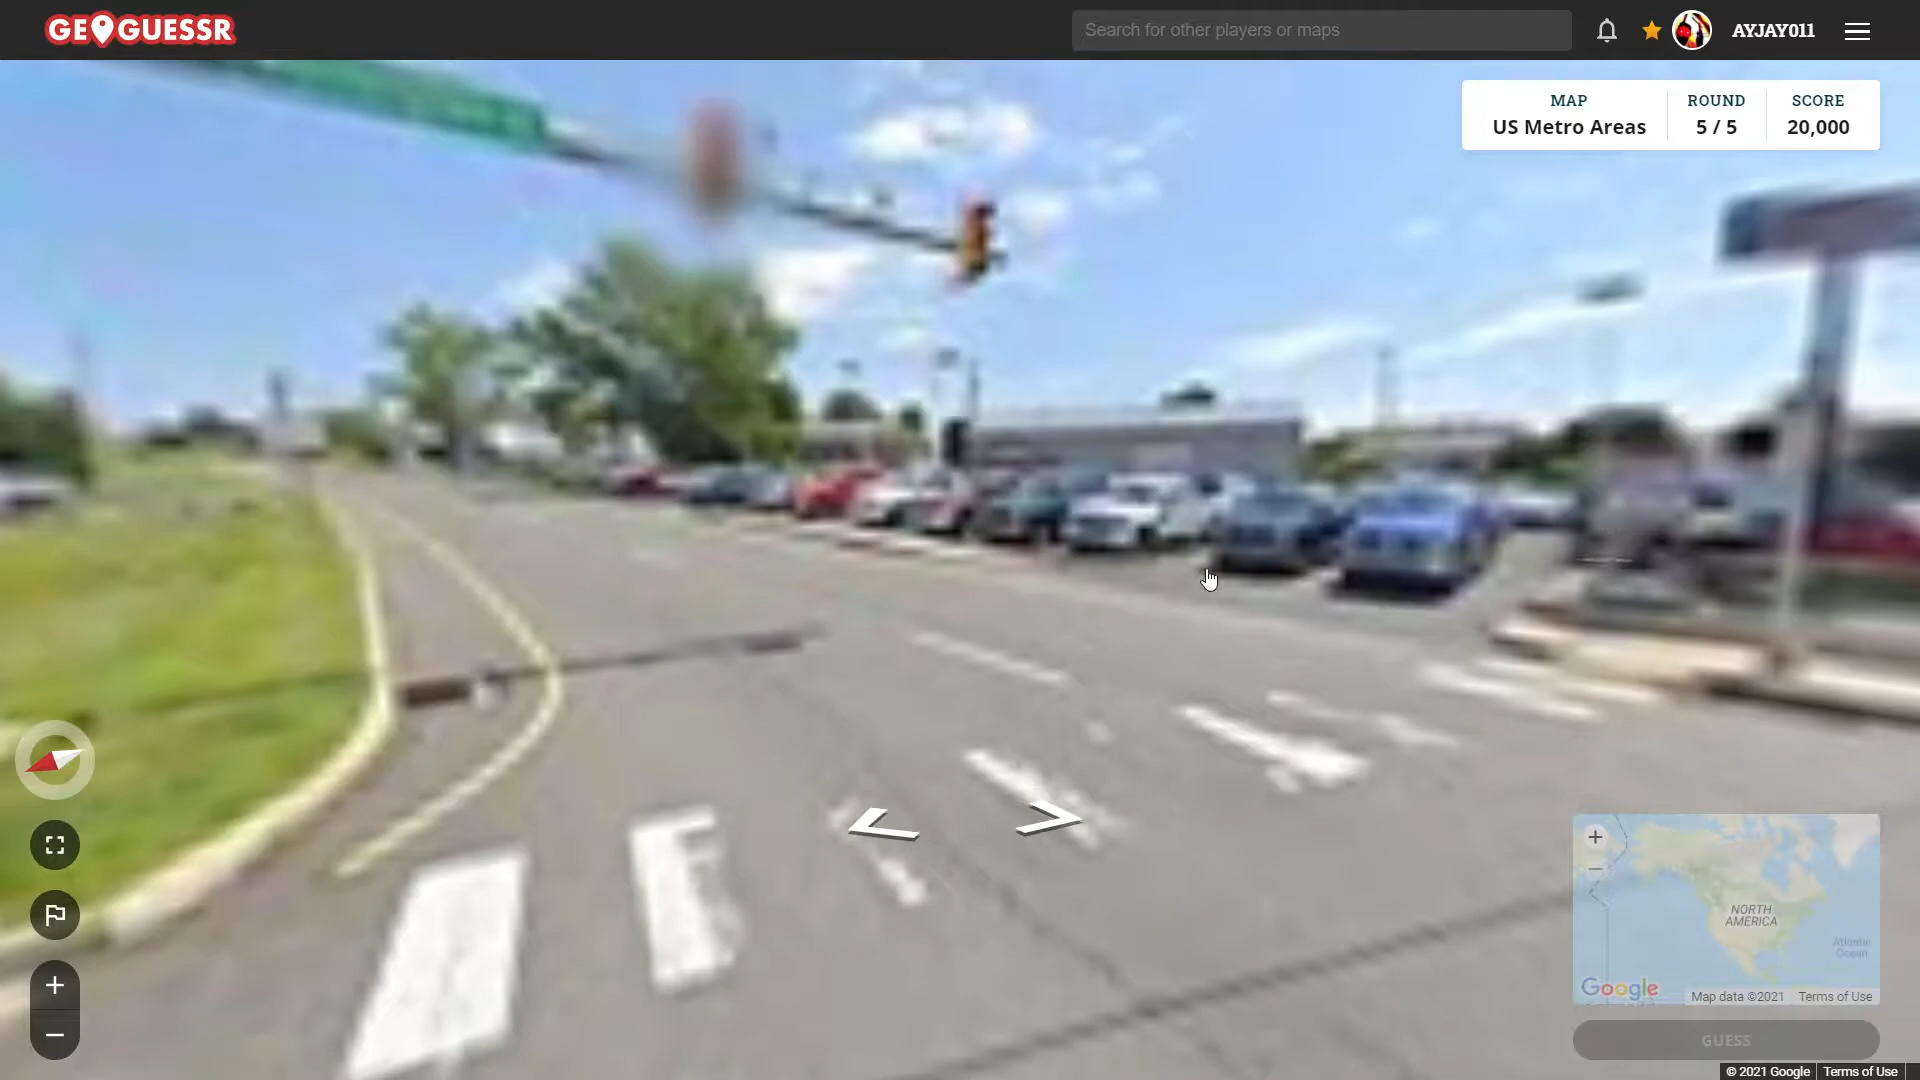 GEOGUESSR
Search for other players or maps
AYJAY011
MAP
US Metro Areas
ROUND
5 / 5
SCORE
20,000
NORTH
AMERICA
Atlantic
Ocean
Google
Map data ©2021
Terms of Use
GUESS
© 2021 Google
Terms of Use